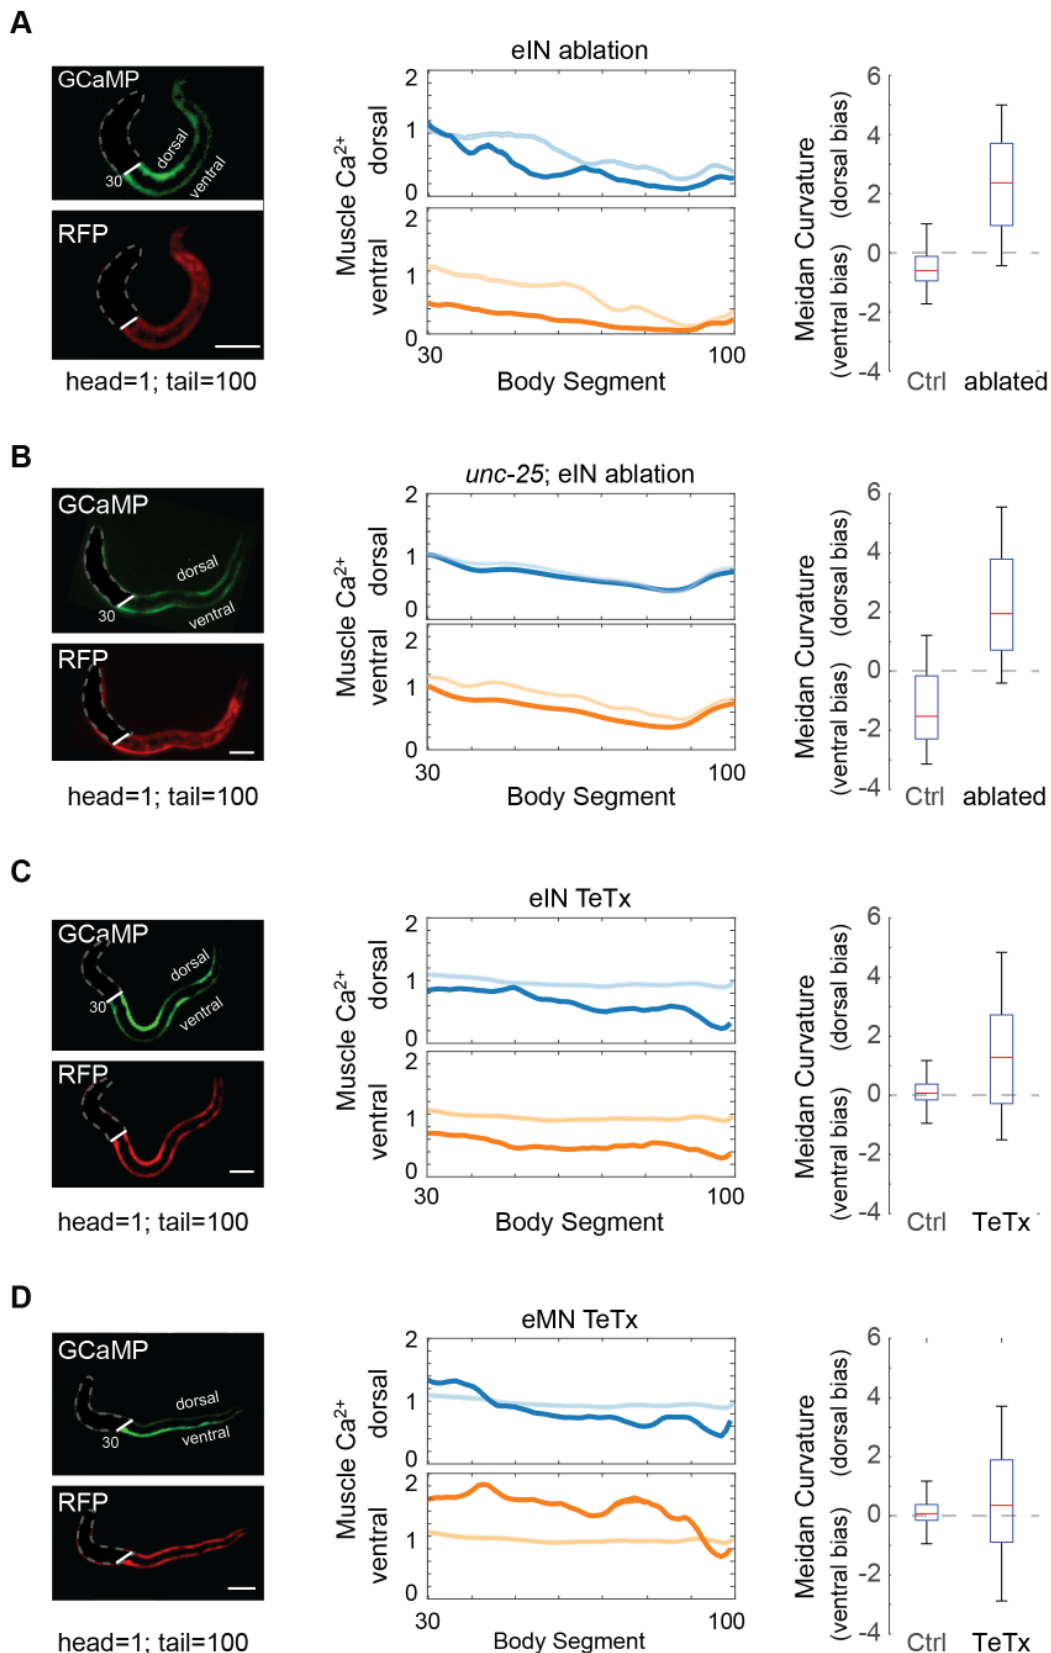 A
GCaMP
dorsal
ventral
30
RFP
head=1; tail=100
eIN ablation
Muscle Ca2+
dorsal
ventral
2
1
0
2
1
0
30
100
Body Segment
Meidan Curvature
(ventral bias)
(dorsal bias)
6
4
2
0
-2
-4
Ctrl
ablated
B
GCaMP
dorsal
ventral
30
RFP
head=1; tail=100
unc-25; eIN ablation
Muscle Ca2+
dorsal
ventral
2
1
0
2
1
0
30
100
Body Segment
Meidan Curvature
(ventral bias)
(dorsal bias)
6
4
2
0
-2
-4
Ctrl
ablated
C
GCaMP
dorsal
ventral
30
RFP
head=1; tail=100
eIN TeTx
Muscle Ca2+
dorsal
ventral
2
1
0
2
1
0
30
100
Body Segment
Meidan Curvature
(ventral bias)
(dorsal bias)
6
4
2
0
-2
-4
Ctrl
TeTx
D
GCaMP
dorsal
ventral
30
RFP
head=1; tail=100
eMN TeTx
Muscle Ca2+
dorsal
ventral
2
1
0
2
1
0
30
100
Body Segment
Meidan Curvature
(ventral bias)
(dorsal bias)
6
4
2
0
-2
-4
Ctrl
TeTx